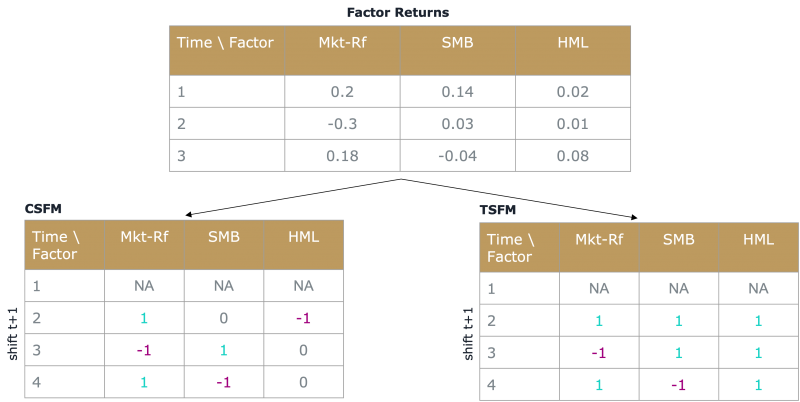 Factor Returns
Time \ Factor Mkt-Rf SMB HML
1 0.2 0.14 0.02
2 -0.3 0.03 0.01
3 0.18 -0.04 0.08
CSFM
Time \ Mkt-Rf SMB HML
Factor
1 NA NA NA
2 1 0 -1
3 -1 1 0
4 1 -1 0
shift t+1
TSFM
Time \ Mkt-Rf SMB HML
Factor
1 NA NA NA
2 1 1 1
3 -1 1 1
4 1 -1 1
shift t+1